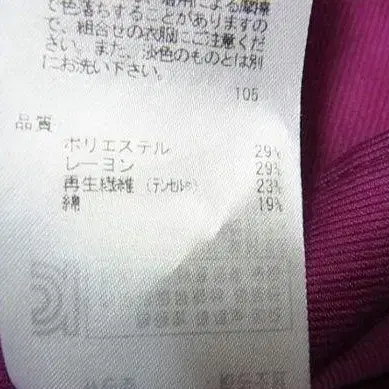 で色落ちすることがありますの
で、組合せの衣服にご注意くだ
さい。また、淡色のものとは別
にお洗い下さい。
105
品質
ポリエステル 29%
レーヨン 29%
再生繊維 (テンセル®) 23%
綿 19%